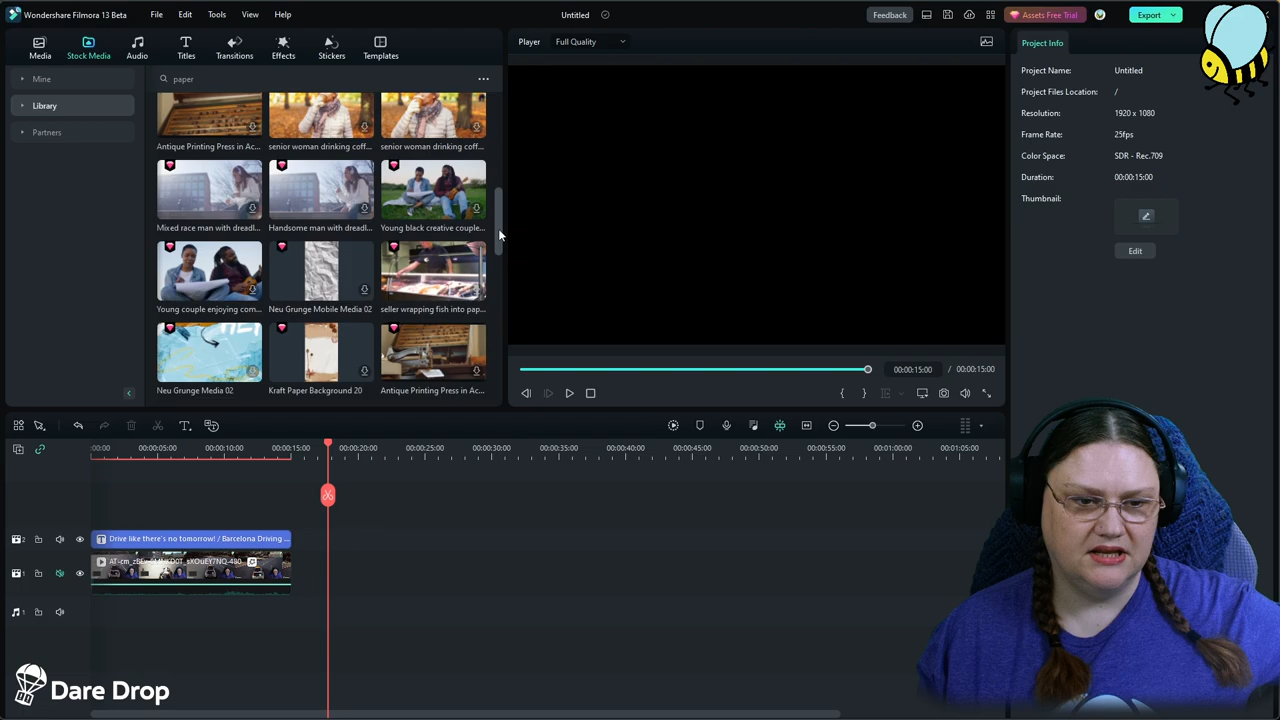 Wondershare Filmora 13 Beta
File Edit Tools View Help
Untitled
Feedback
Assets Free Trial
Export
Media
Stock Media
Audio
Titles
Transitions
Effects
Stickers
Templates
Player
Full Quality
Project Info
Mine
Library
Partners
paper
Antique Printing Press in Ac...
senior woman drinking coff...
senior woman drinking coff...
Mixed race man with dreadl...
Handsome man with dreadl...
Young black creative couple...
Young couple enjoying com...
Neu Grunge Mobile Media 02
seller wrapping fish into pap...
Neu Grunge Media 02
Kraft Paper Background 20
Antique Printing Press in Ac...
Project Name: Untitled
Project Files Location: /
Resolution: 1920 x 1080
Frame Rate: 25fps
Color Space: SDR - Rec.709
Duration: 00:00:15:00
Thumbnail:
Edit
00:00:15:00 / 00:00:15:00
:00:00 00:00:05:00 00:00:10:00 00:00:15:00 00:00:20:00 00:00:25:00 00:00:30:00 00:00:35:00 00:00:40:00 00:00:45:00 00:00:50:00 00:00:55:00 00:01:00:00 00:01:05:00
2
Drive like there's no tomorrow! / Barcelona Driving ...
1
1
Dare Drop